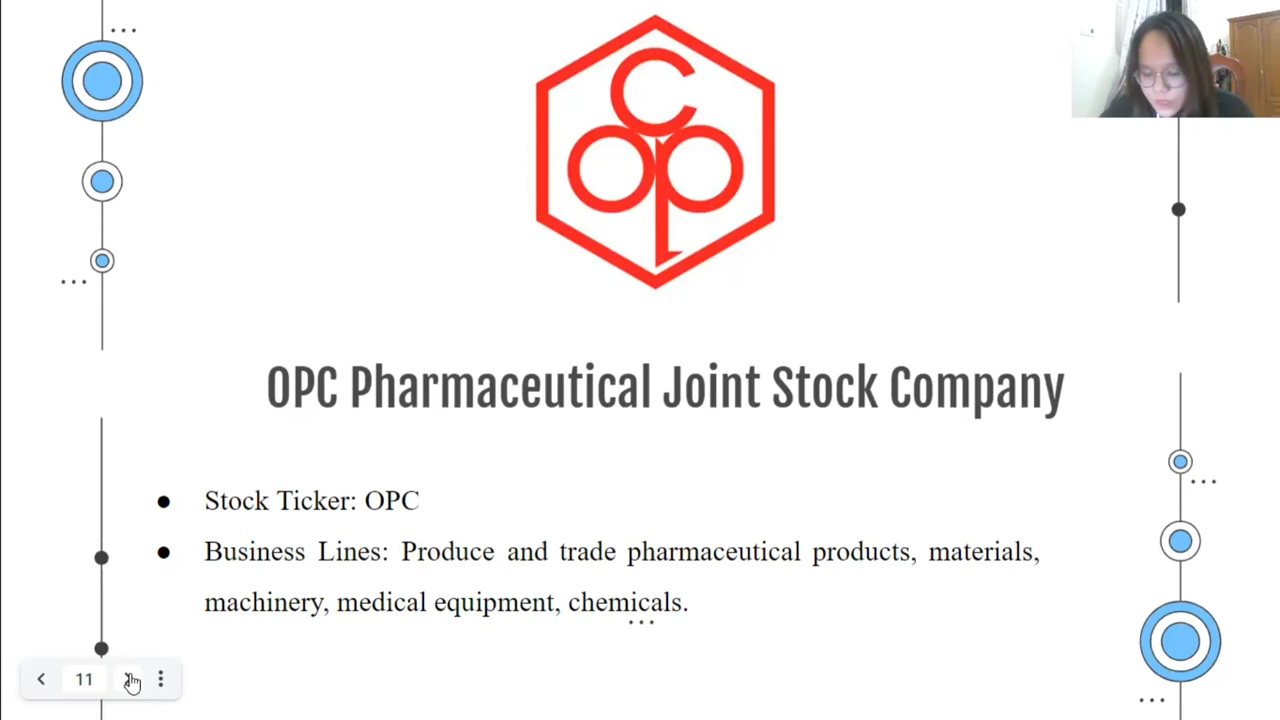 OPC
OPC Pharmaceutical Joint Stock Company
● Stock Ticker: OPC
● Business Lines: Produce and trade pharmaceutical products, materials,
machinery, medical equipment, chemicals.
11